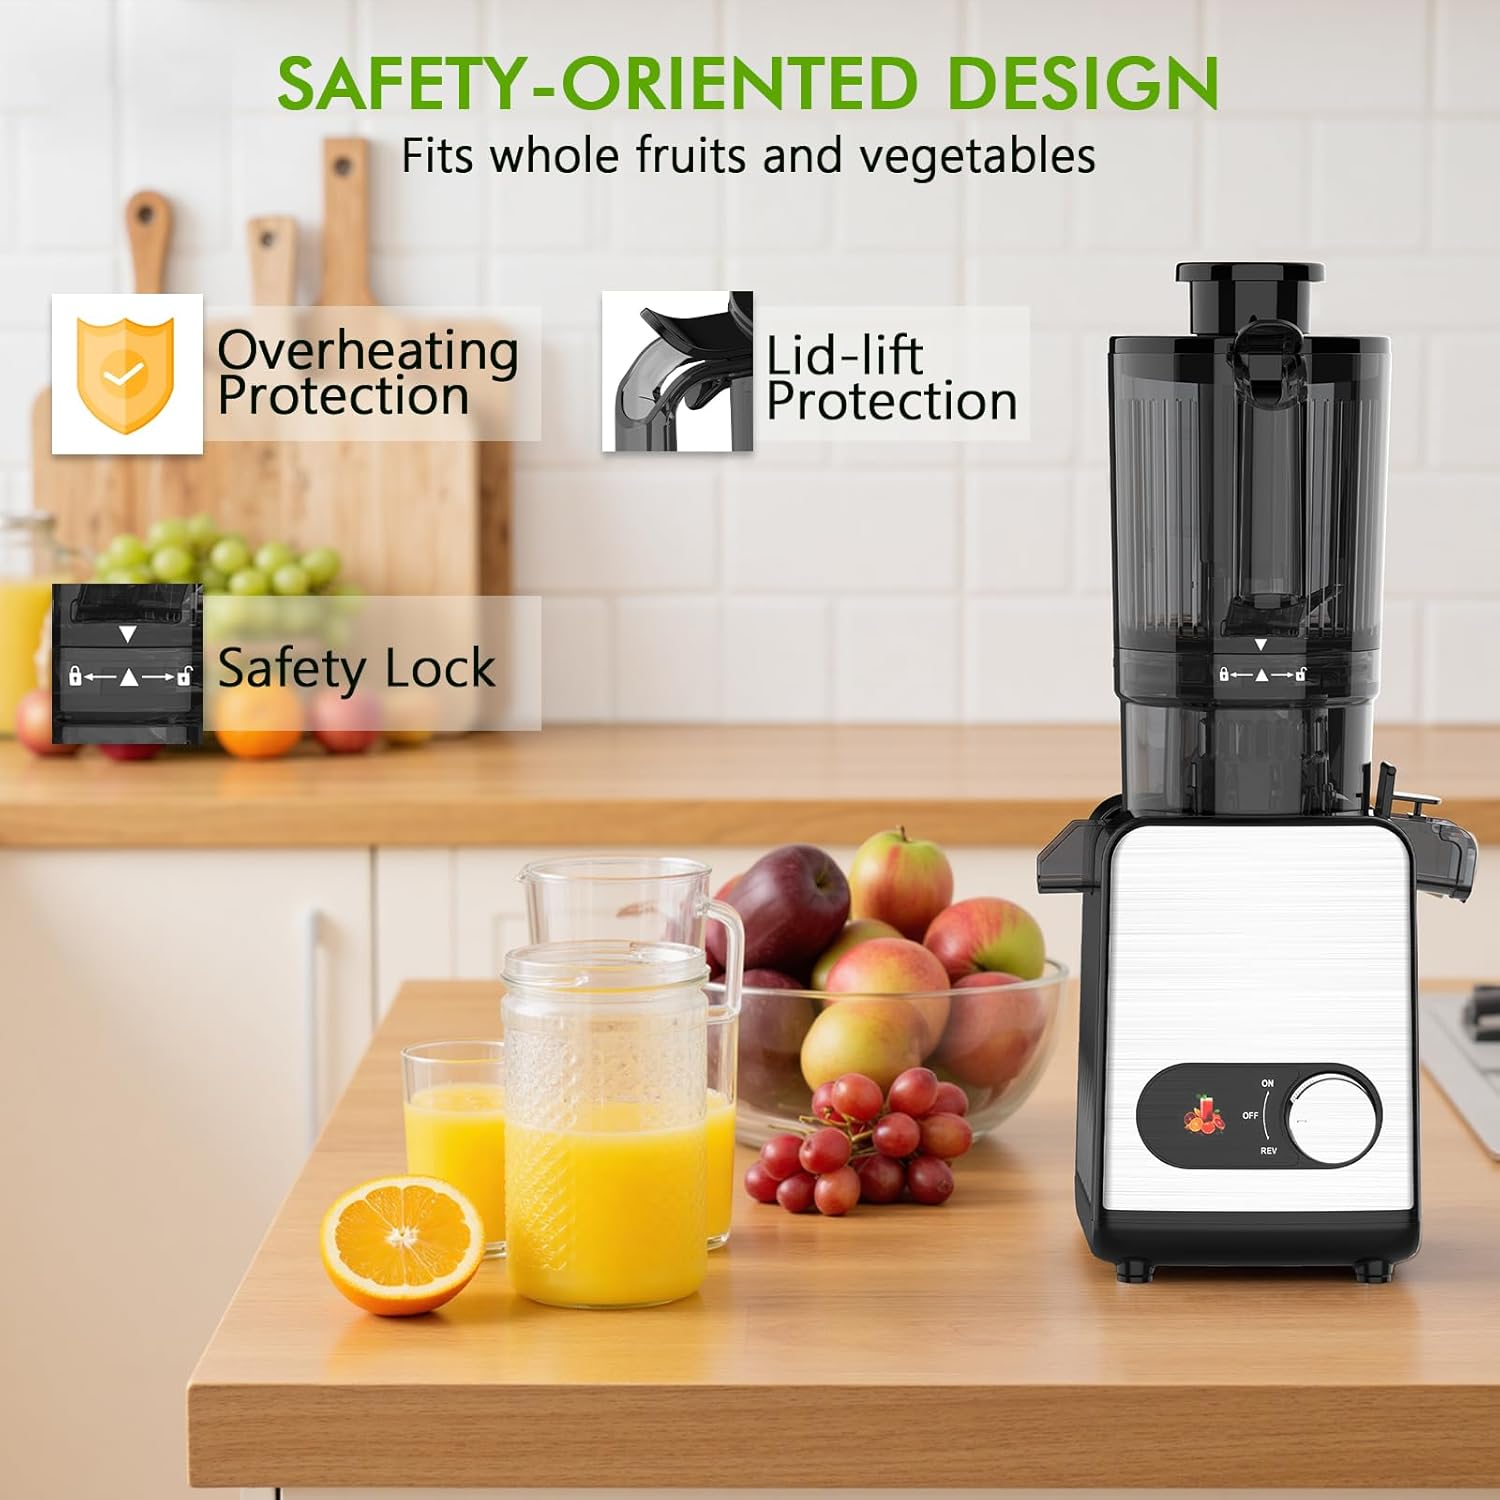 SAFETY-ORIENTED DESIGN
Fits whole fruits and vegetables
Overheating
Protection
Lid-lift
Protection
Safety Lock
ON
OFF
REV